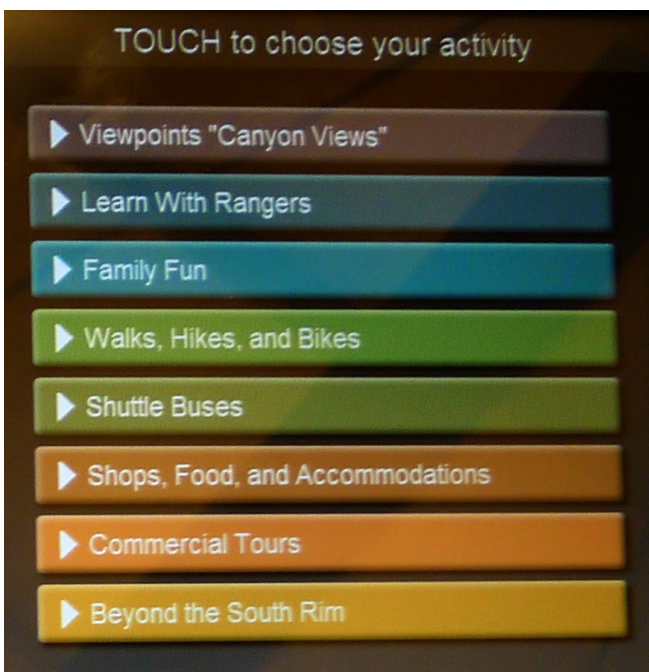 TOUCH to choose your activity
Viewpoints "Canyon Views"
Learn With Rangers
Family Fun
Walks, Hikes, and Bikes
Shuttle Buses
Shops, Food, and Accommodations
Commercial Tours
Beyond the South Rim